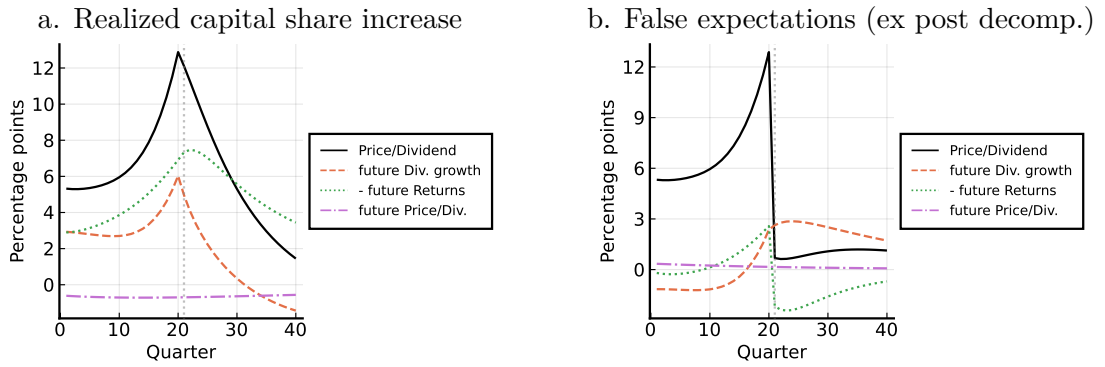 a. Realized capital share increase
Percentage points
12
10
8
6
4
2
0
0 10 20 30 40
Quarter
Price/Dividend
future Div. growth
- future Returns
future Price/Div.
b. False expectations (ex post decomp.)
Percentage points
12
9
6
3
0
0 10 20 30 40
Quarter
Price/Dividend
future Div. growth
- future Returns
future Price/Div.